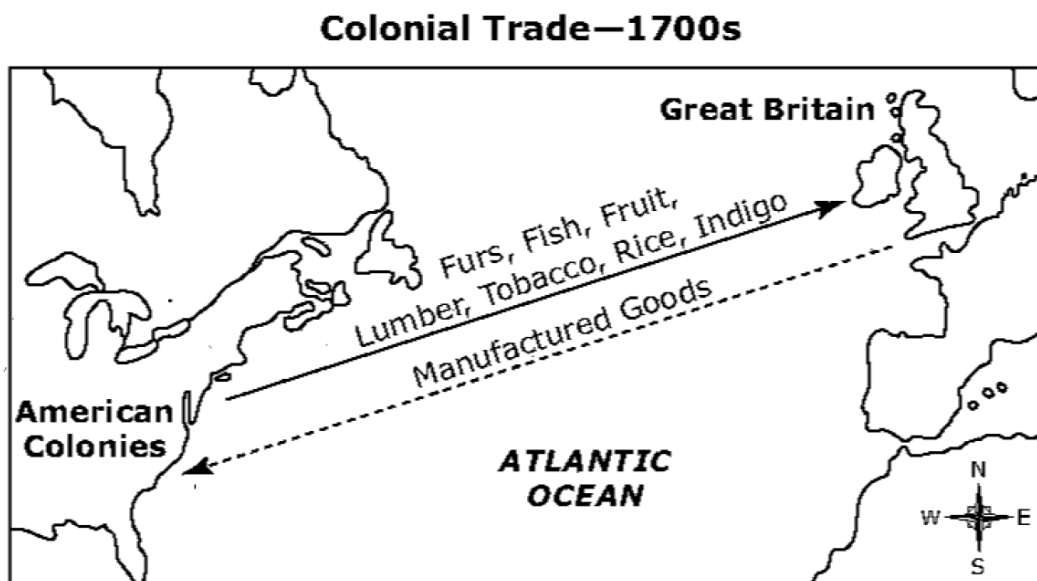 Colonial Trade—1700s
Great Britain
Furs, Fish, Fruit,
Lumber, Tobacco, Rice, Indigo
Manufactured Goods
American
Colonies
ATLANTIC
OCEAN
N
W E
S